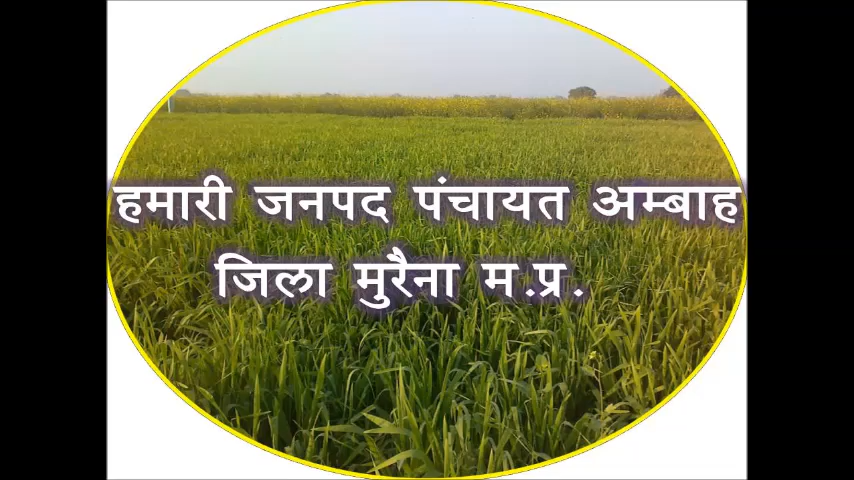 हमारी जनपद पंचायत अम्बाह
जिला मुरैना म.प्र.